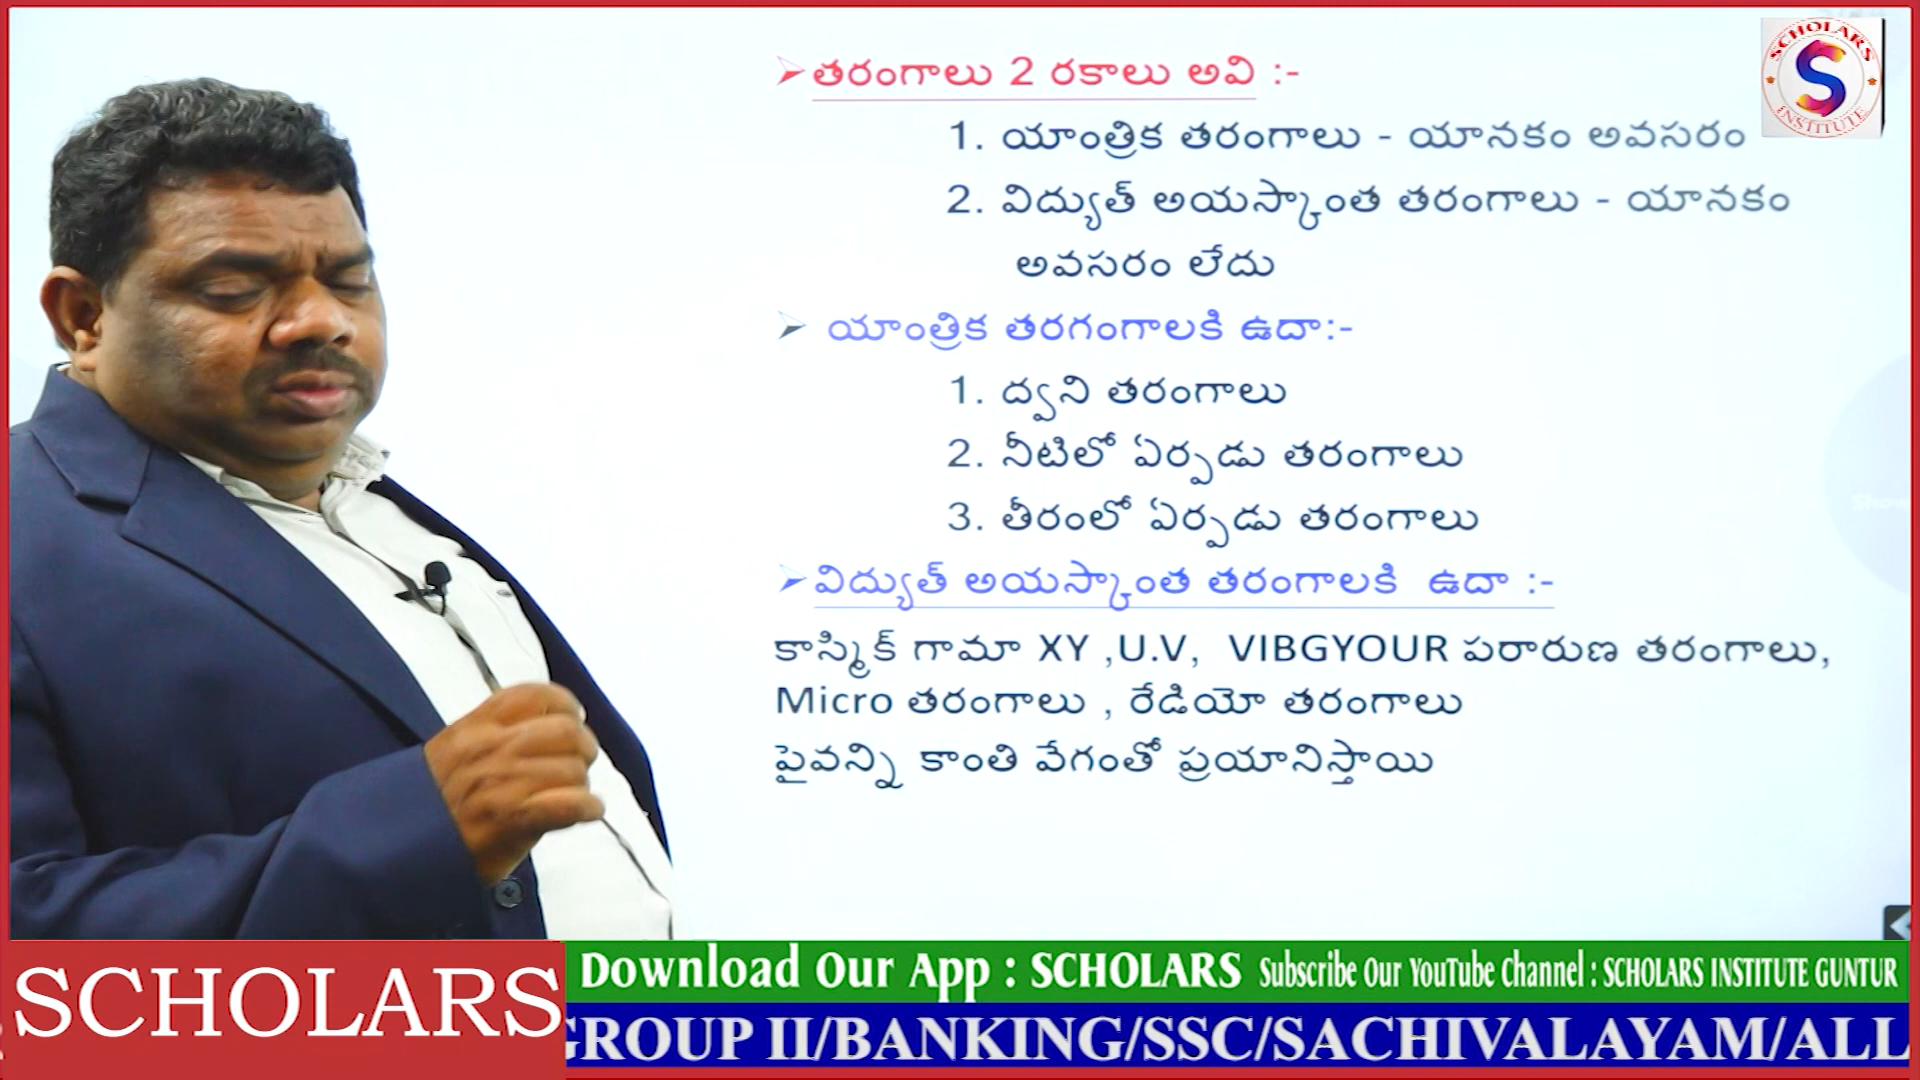 SCHOLARS
S
INSTITUTE
➢తరంగాలు 2 రకాలు అవి :-
1. యాంత్రిక తరంగాలు - యానకం అవసరం
2. విద్యుత్ అయస్కాంత తరంగాలు - యానకం
అవసరం లేదు
➢ యాంత్రిక తరగంగాలకి ఉదా:-
1. ద్వని తరంగాలు
2. నీటిలో ఏర్పడు తరంగాలు
3. తీరంలో ఏర్పడు తరంగాలు
➢విద్యుత్ అయస్కాంత తరంగాలకి ఉదా :-
కాస్మిక్ గామా XY ,U.V, VIBGYOUR పరారుణ తరంగాలు,
Micro తరంగాలు , రేడియో తరంగాలు
పైవన్ని కాంతి వేగంతో ప్రయానిస్తాయి
SCHOLARS
Download Our App : SCHOLARS Subscribe Our YouTube Channel : SCHOLARS INSTITUTE GUNTUR
GROUP II/BANKING/SSC/SACHIVALAYAM/ALL